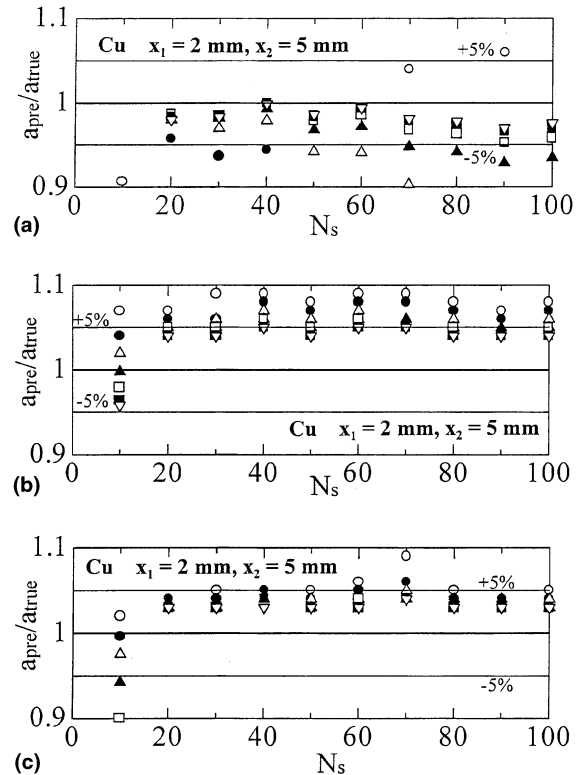 1.1
Cu x₁ = 2 mm, x₂ = 5 mm
+5%
1
-5%
0.9
apre/atrue
0 20 40 60 80 100
Ns
(a)
1.1
+5%
1
-5%
Cu x₁ = 2 mm, x₂ = 5 mm
0.9
apre/atrue
0 20 40 60 80 100
Ns
(b)
1.1
Cu x₁ = 2 mm, x₂ = 5 mm
+5%
1
-5%
0.9
apre/atrue
0 20 40 60 80 100
Ns
(c)